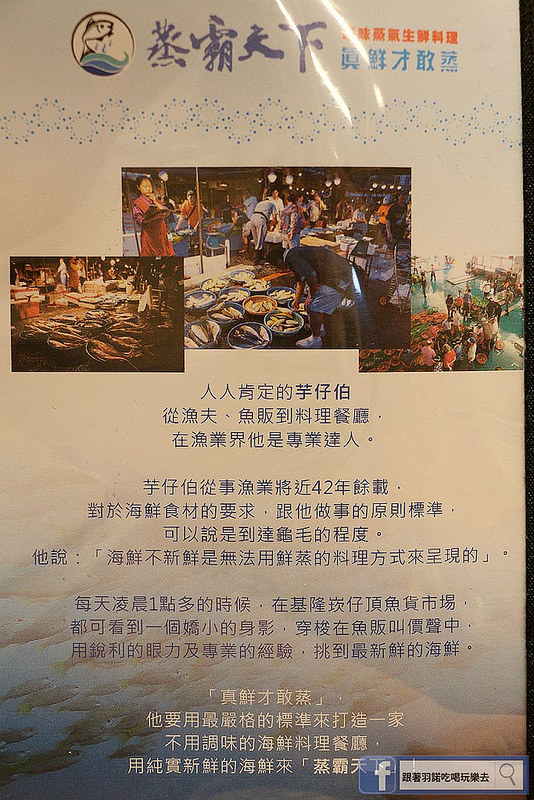 蒸霸天下
味蒸氣生鮮料理
真鮮才敢蒸
人人肯定的芋仔伯
從漁夫、魚販到料理餐廳，
在漁業界他是專業達人。
芋仔伯從事漁業將近42年餘載，
對於海鮮食材的要求，跟他做事的原則標準，
可以說是到達龜毛的程度。
他說：「海鮮不新鮮是無法用鮮蒸的料理方式來呈現的」。
每天凌晨1點多的時候，在基隆崁仔頂魚貨市場，
都可看到一個嬌小的身影，穿梭在魚販叫價聲中，
用銳利的眼力及專業的經驗，挑到最新鮮的海鮮。
「真鮮才敢蒸」，
他要用最嚴格的標準來打造一家
不用調味的海鮮料理餐廳，
用純實新鮮的海鮮來「蒸霸天
f 跟著羽諾吃喝玩樂去